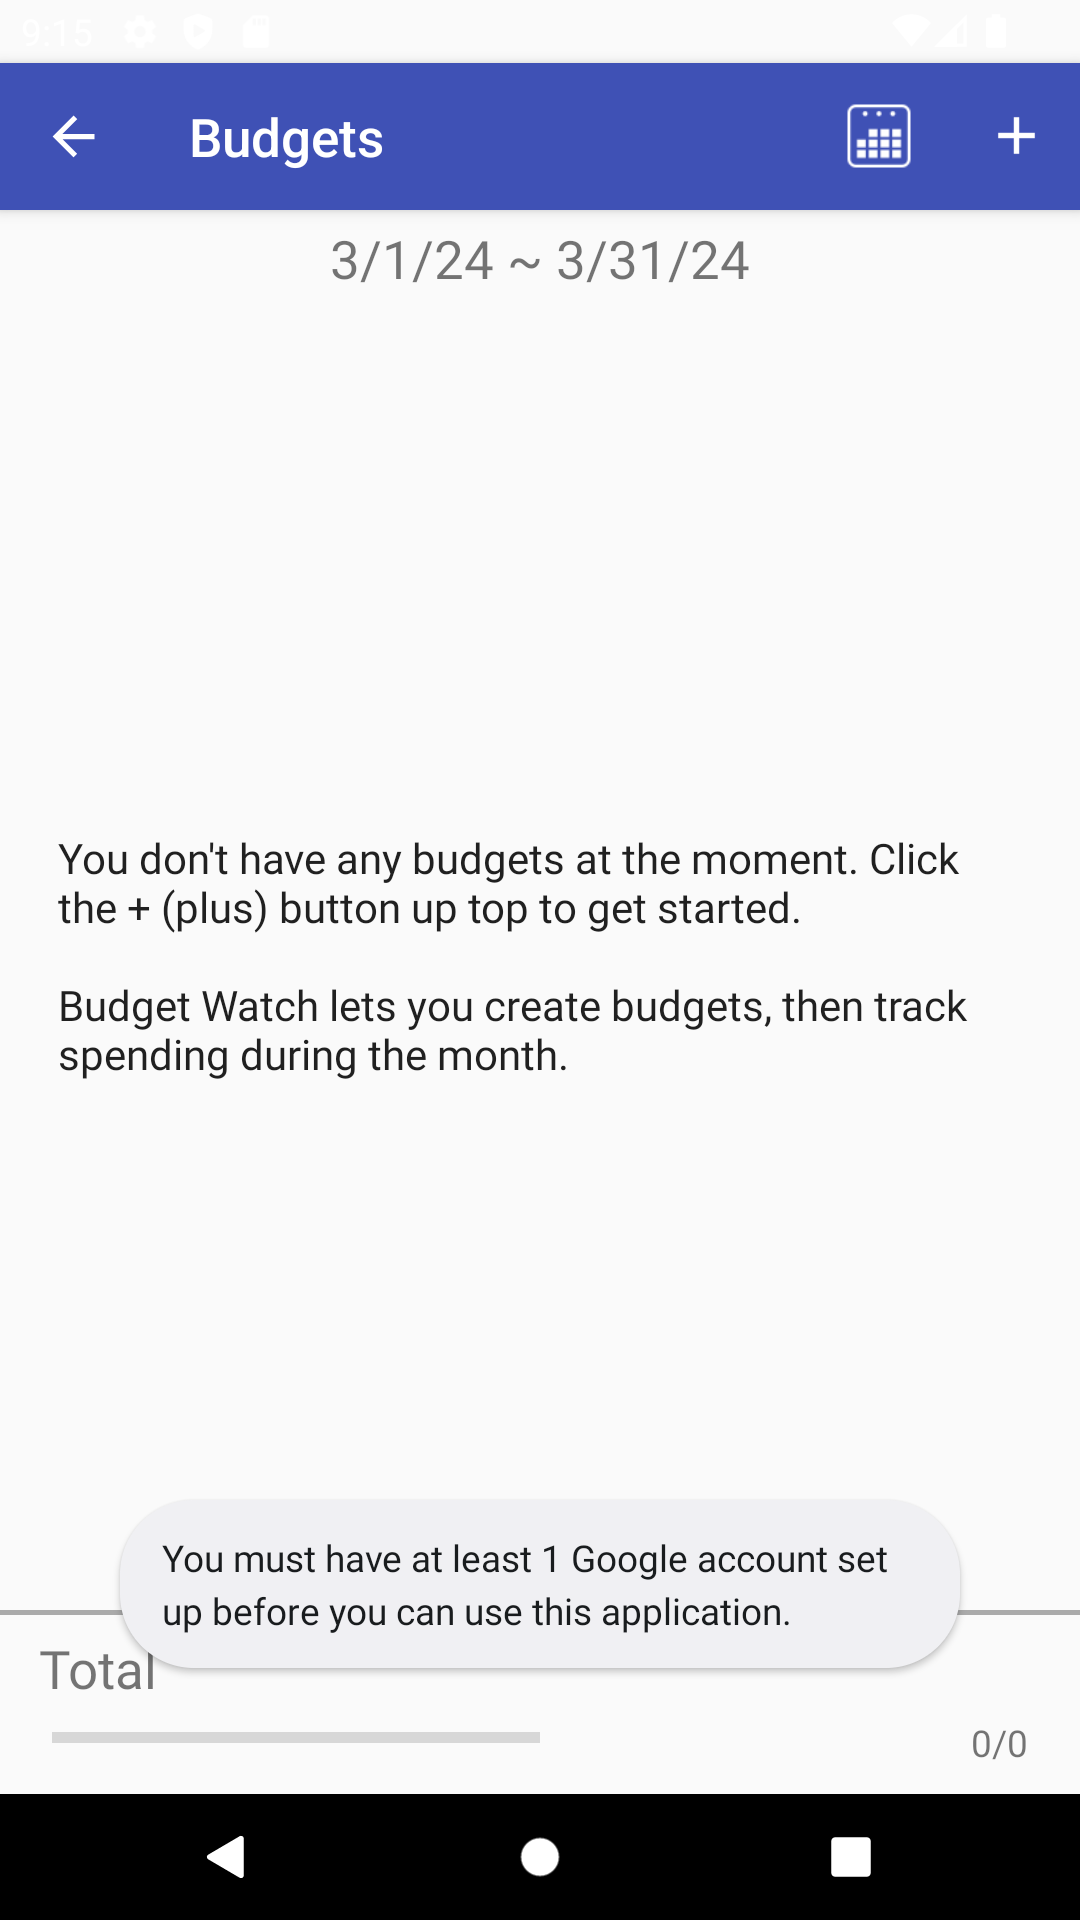 9:15
Budgets
3/1/24 ~ 3/31/24
You don't have any budgets at the moment. Click
the + (plus) button up top to get started.
Budget Watch lets you create budgets, then track
spending during the month.
You must have at least 1 Google account set
up before you can use this application.
Total
0/0